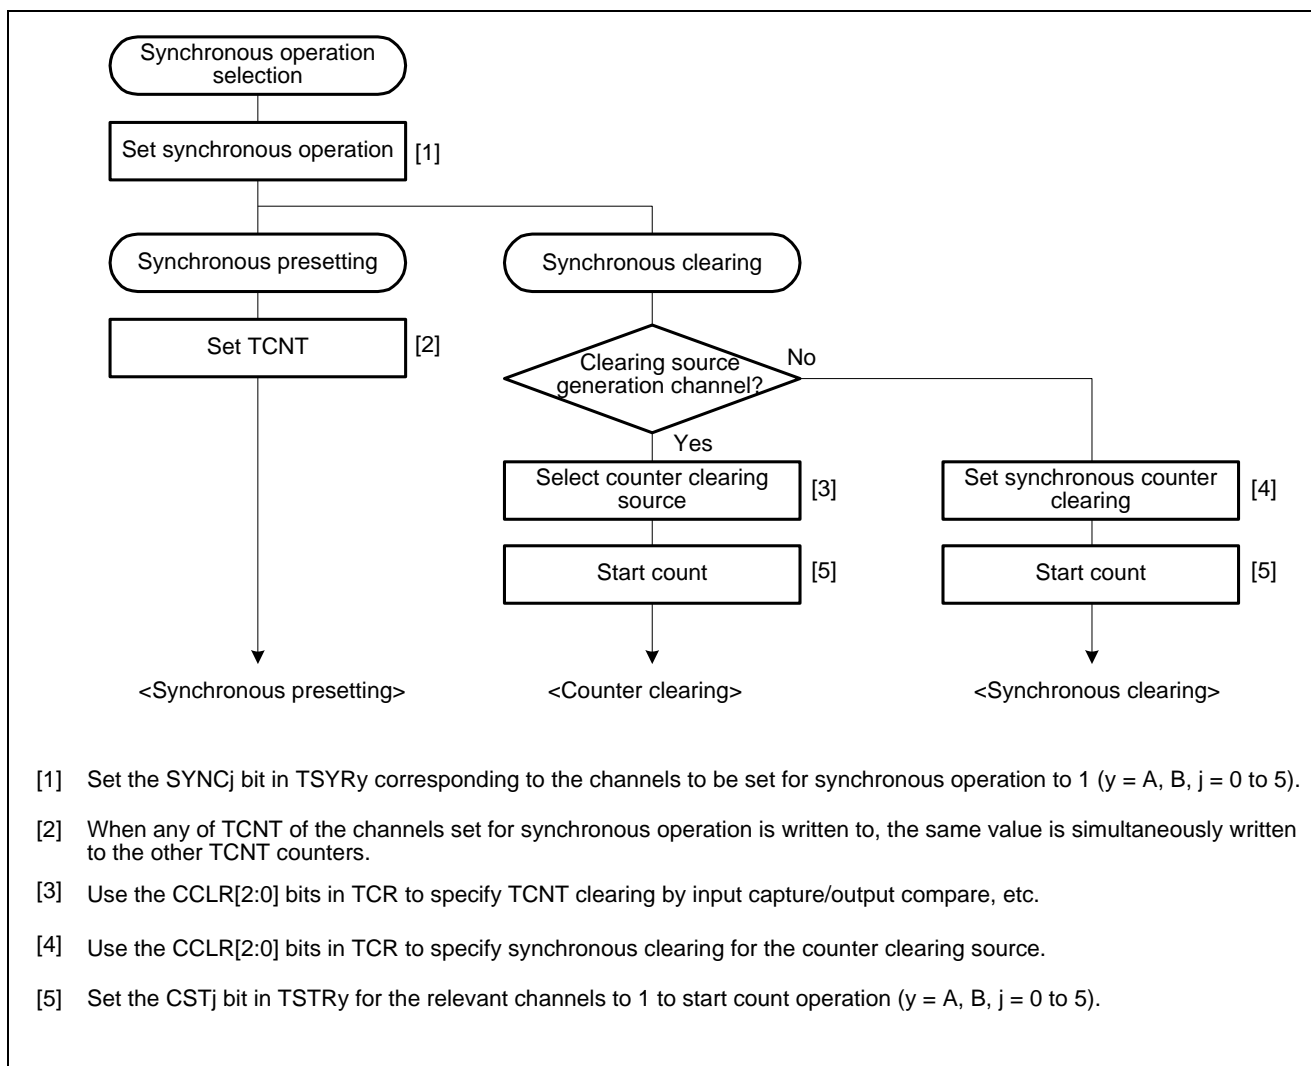 Synchronous operation
selection
Set synchronous operation
[1]
Synchronous presetting
Synchronous clearing
Set TCNT
[2]
Clearing source
generation channel?
No
Yes
Select counter clearing
source
[3]
Set synchronous counter
clearing
[4]
Start count
[5]
Start count
[5]
<Synchronous presetting>
<Counter clearing>
<Synchronous clearing>
[1] Set the SYNCj bit in TSYRy corresponding to the channels to be set for synchronous operation to 1 (y = A, B, j = 0 to 5).
[2] When any of TCNT of the channels set for synchronous operation is written to, the same value is simultaneously written
to the other TCNT counters.
[3] Use the CCLR[2:0] bits in TCR to specify TCNT clearing by input capture/output compare, etc.
[4] Use the CCLR[2:0] bits in TCR to specify synchronous clearing for the counter clearing source.
[5] Set the CSTj bit in TSTRy for the relevant channels to 1 to start count operation (y = A, B, j = 0 to 5).